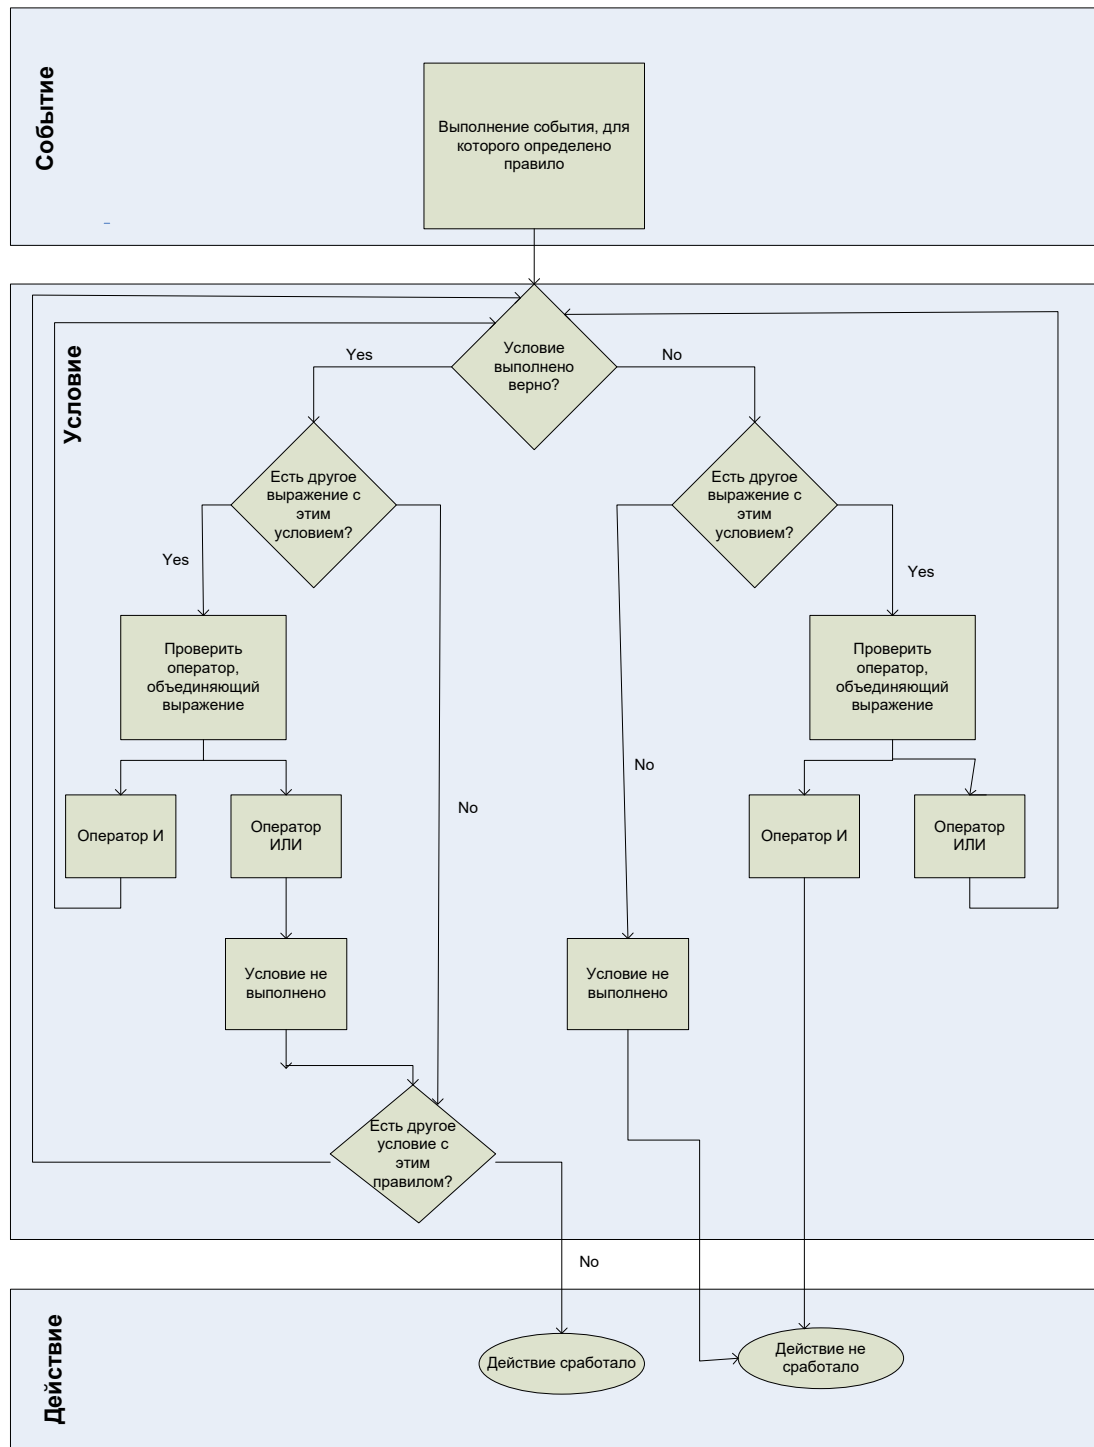 Событие
Выполнение события, для
которого определено
правило
Условие
Условие
выполнено
верно?
Yes
No
Есть другое
выражение с
этим
условием?
Есть другое
выражение с
этим
условием?
Yes
Yes
Проверить
оператор,
объединяющий
выражение
Проверить
оператор,
объединяющий
выражение
No
No
Оператор И
Оператор
ИЛИ
Оператор И
Оператор
ИЛИ
Условие не
выполнено
Условие не
выполнено
Есть другое
условие с
этим
правилом?
No
Действие
Действие сработало
Действие не
сработало